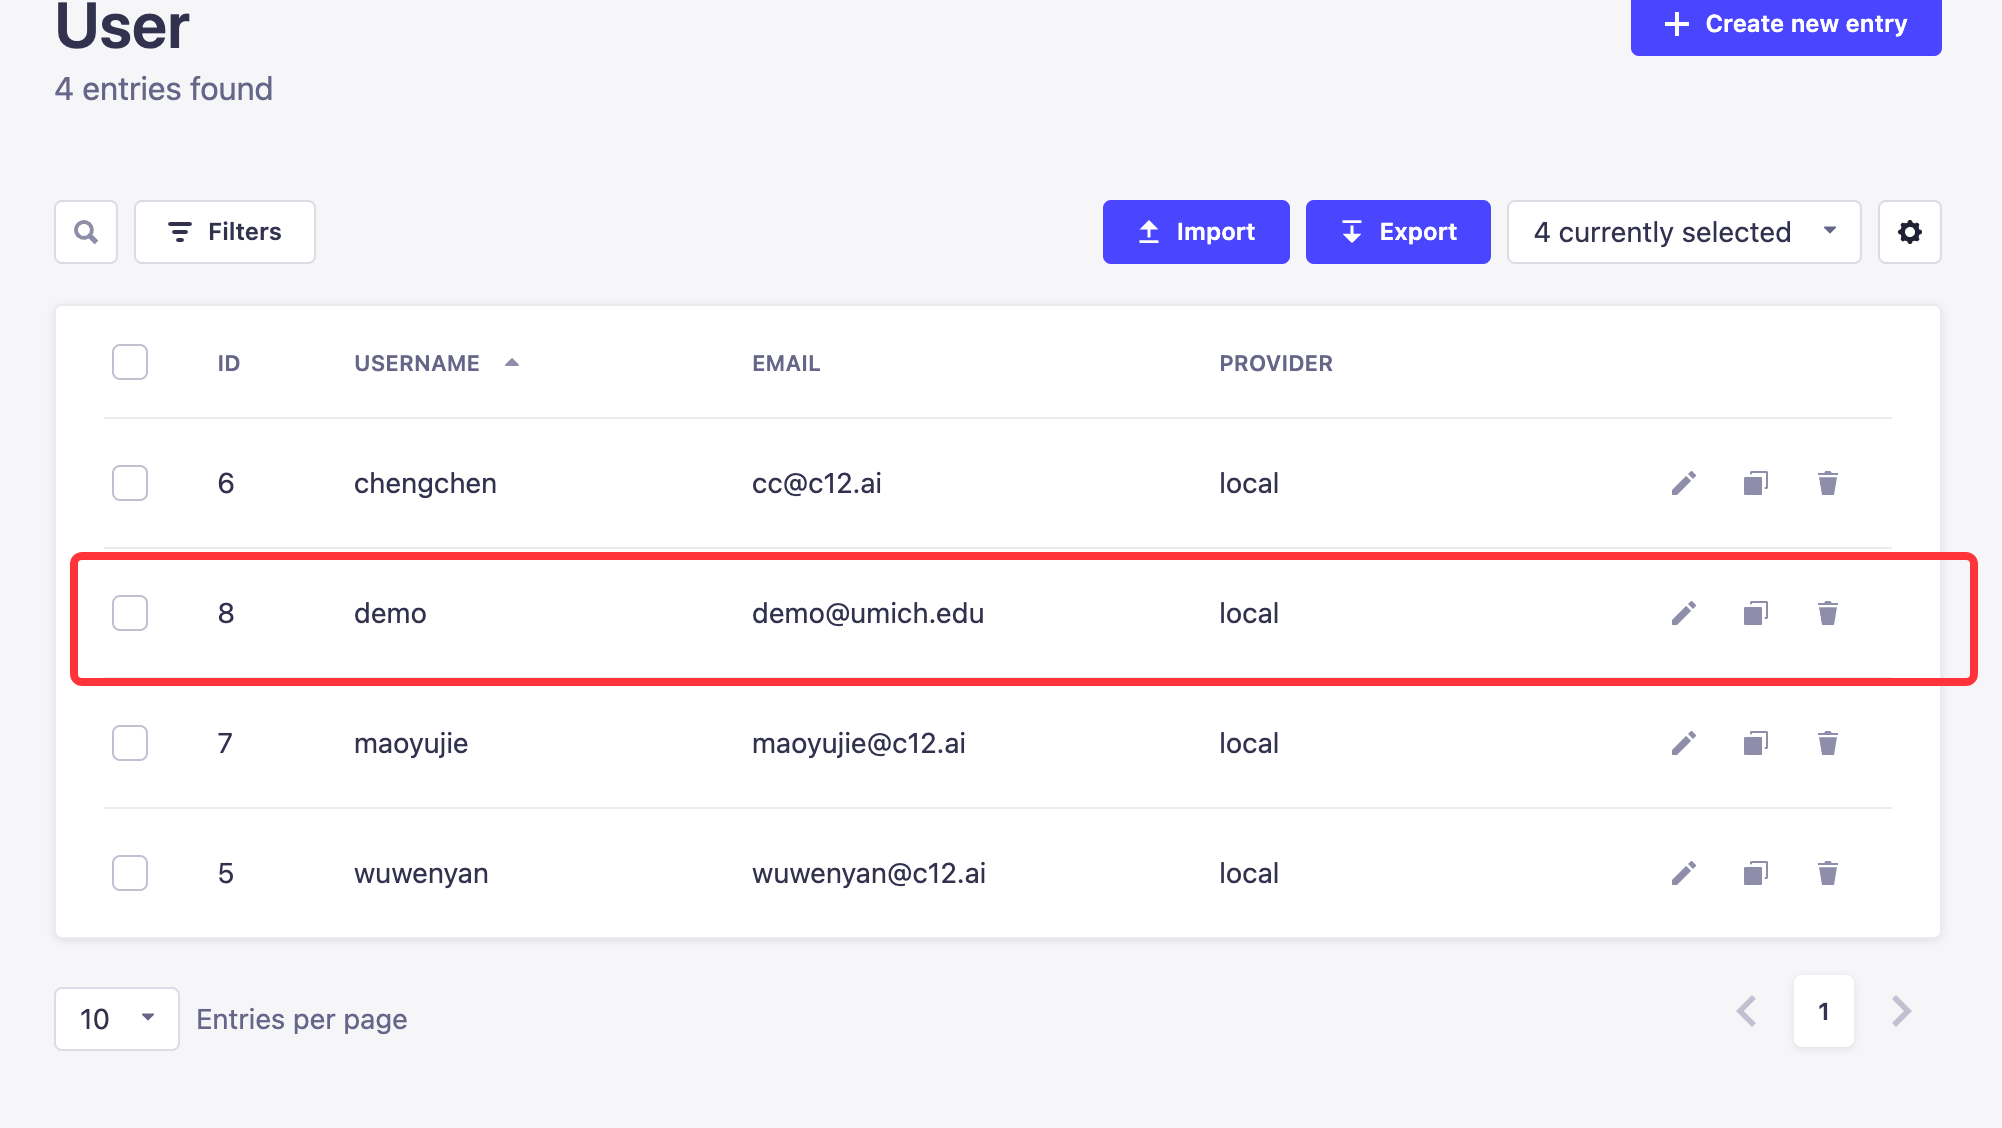 User
Create new entry
4 entries found
Filters
Import
Export
4 currently selected
ID USERNAME EMAIL PROVIDER
6 chengchen cc@c12.ai local
8 demo demo@umich.edu local
7 maoyujie maoyujie@c12.ai local
5 wuwenyan wuwenyan@c12.ai local
10 Entries per page
1